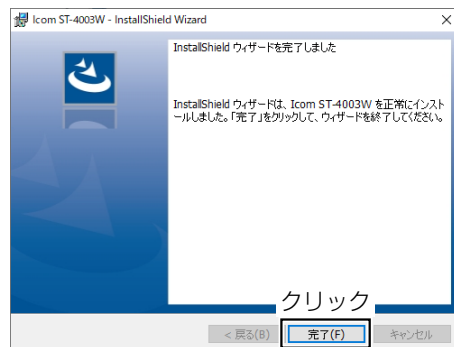 Icom ST-4003W - InstallShield Wizard
InstallShield ウィザードを完了しました
InstallShield ウィザードは、Icom ST-4003W を正常にインスト
ールしました。「完了」をクリックして、ウィザードを終了してください。
クリック
< 戻る(B) 完了(F) キャンセル